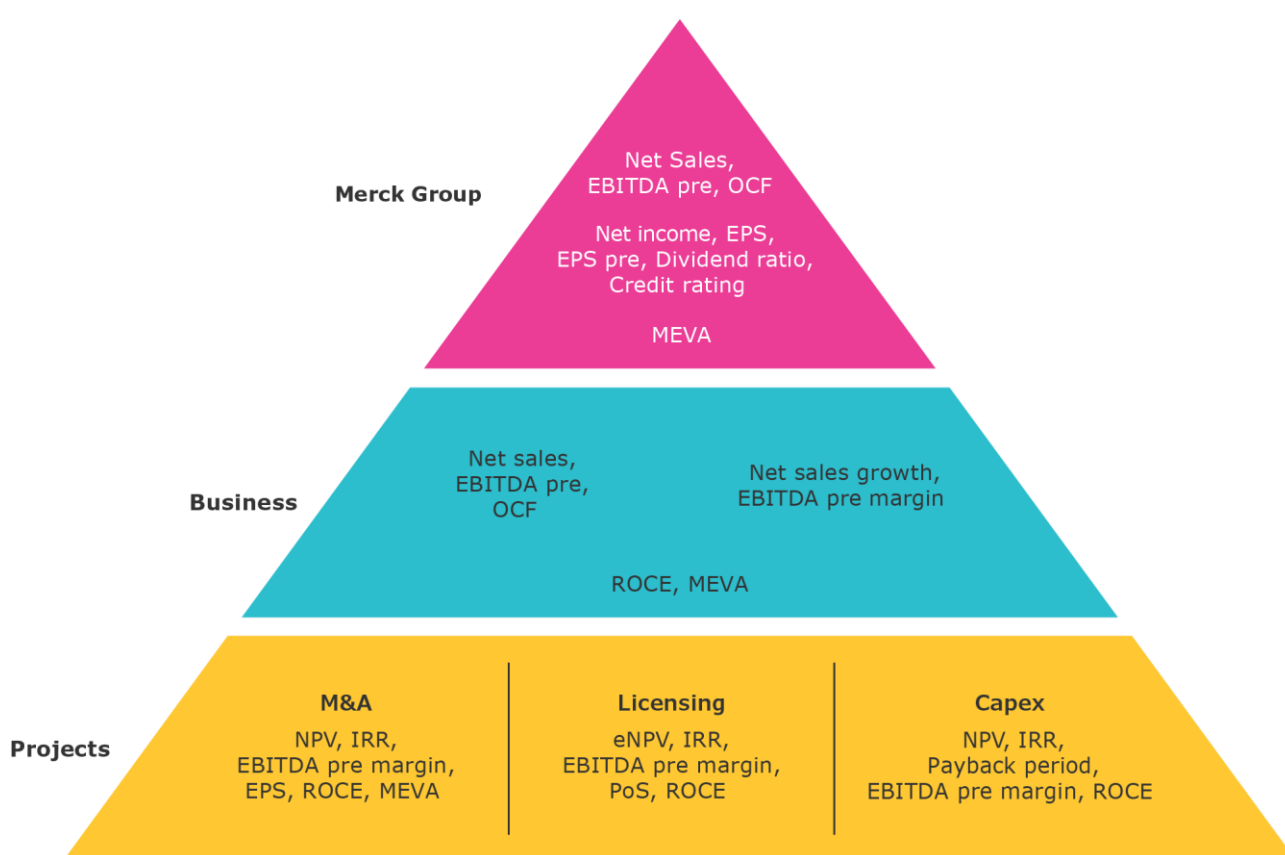 Merck Group
Net Sales,
EBITDA pre, OCF
Net income, EPS,
EPS pre, Dividend ratio,
Credit rating
MEVA
Business
Net sales,
EBITDA pre,
OCF
Net sales growth,
EBITDA pre margin
ROCE, MEVA
Projects
M&A
NPV, IRR,
EBITDA pre margin,
EPS, ROCE, MEVA
Licensing
eNPV, IRR,
EBITDA pre margin,
PoS, ROCE
Capex
NPV, IRR,
Payback period,
EBITDA pre margin, ROCE